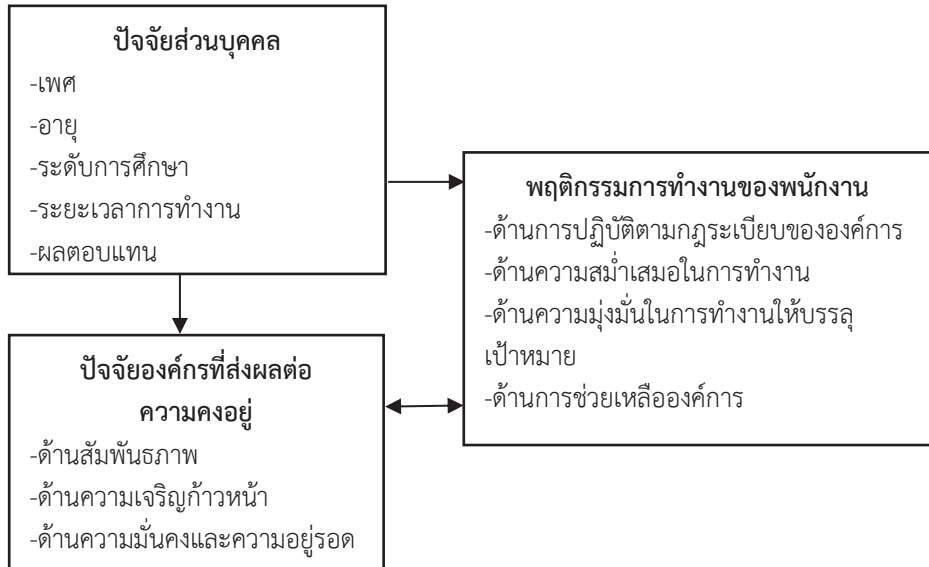 ปัจจัยส่วนบุคคล
-เพศ
-อายุ
-ระดับการศึกษา
-ระยะเวลาการทำงาน
-ผลตอบแทน
พฤติกรรมการทำงานของพนักงาน
-ด้านการปฏิบัติตามกฎระเบียบขององค์การ
-ด้านความสม่ำเสมอในการทำงาน
-ด้านความมุ่งมั่นในการทำงานให้บรรลุ
เป้าหมาย
-ด้านการช่วยเหลือองค์การ
ปัจจัยองค์กรที่ส่งผลต่อ
ความคงอยู่
-ด้านสัมพันธภาพ
-ด้านความเจริญก้าวหน้า
-ด้านความมั่นคงและความอยู่รอด